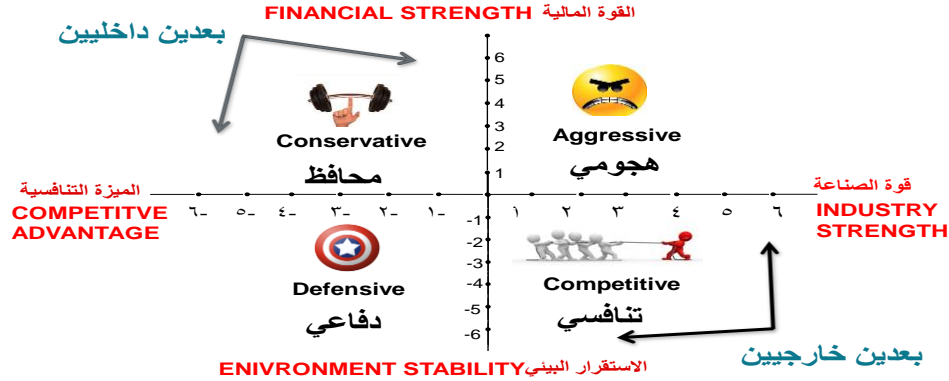 FINANCIAL STRENGTH القوة المالية
بعدين داخليين
6
5
4
3
2
1
Conservative
محافظ
Aggressive
هجومي
الميزة التنافسية
COMPETITVE
ADVANTAGE
قوة الصناعة
INDUSTRY
STRENGTH
٦- ٥- ٤- ٣- ٢- ١- ١ ٢ ٣ ٤ ٥ ٦
-1
-2
-3
-4
-5
-6
Defensive
دفاعي
Competitive
تنافسي
بعدين خارجيين
ENIVRONMENT STABILITY الاستقرار البيئي